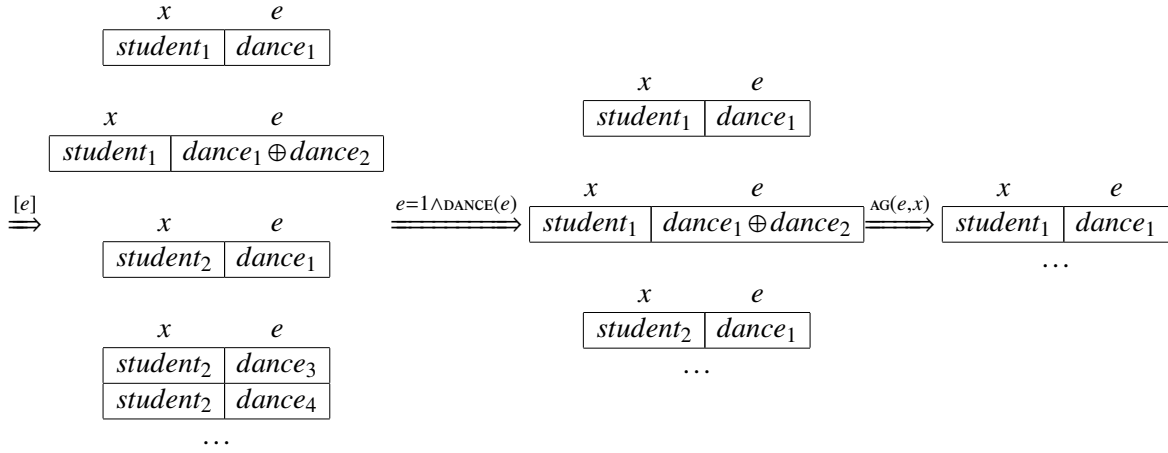 x e
student₁ dance₁
x e
student₁ dance₁ ⊕ dance₂
[e]
⟹
x e
student₂ dance₁
x e
student₂ dance₃
student₂ dance₄
…
e=1∧DANCE(e)
⟹
x e
student₁ dance₁
x e
student₁ dance₁ ⊕ dance₂
x e
student₂ dance₁
…
AG(e,x)
⟹
x e
student₁ dance₁
…